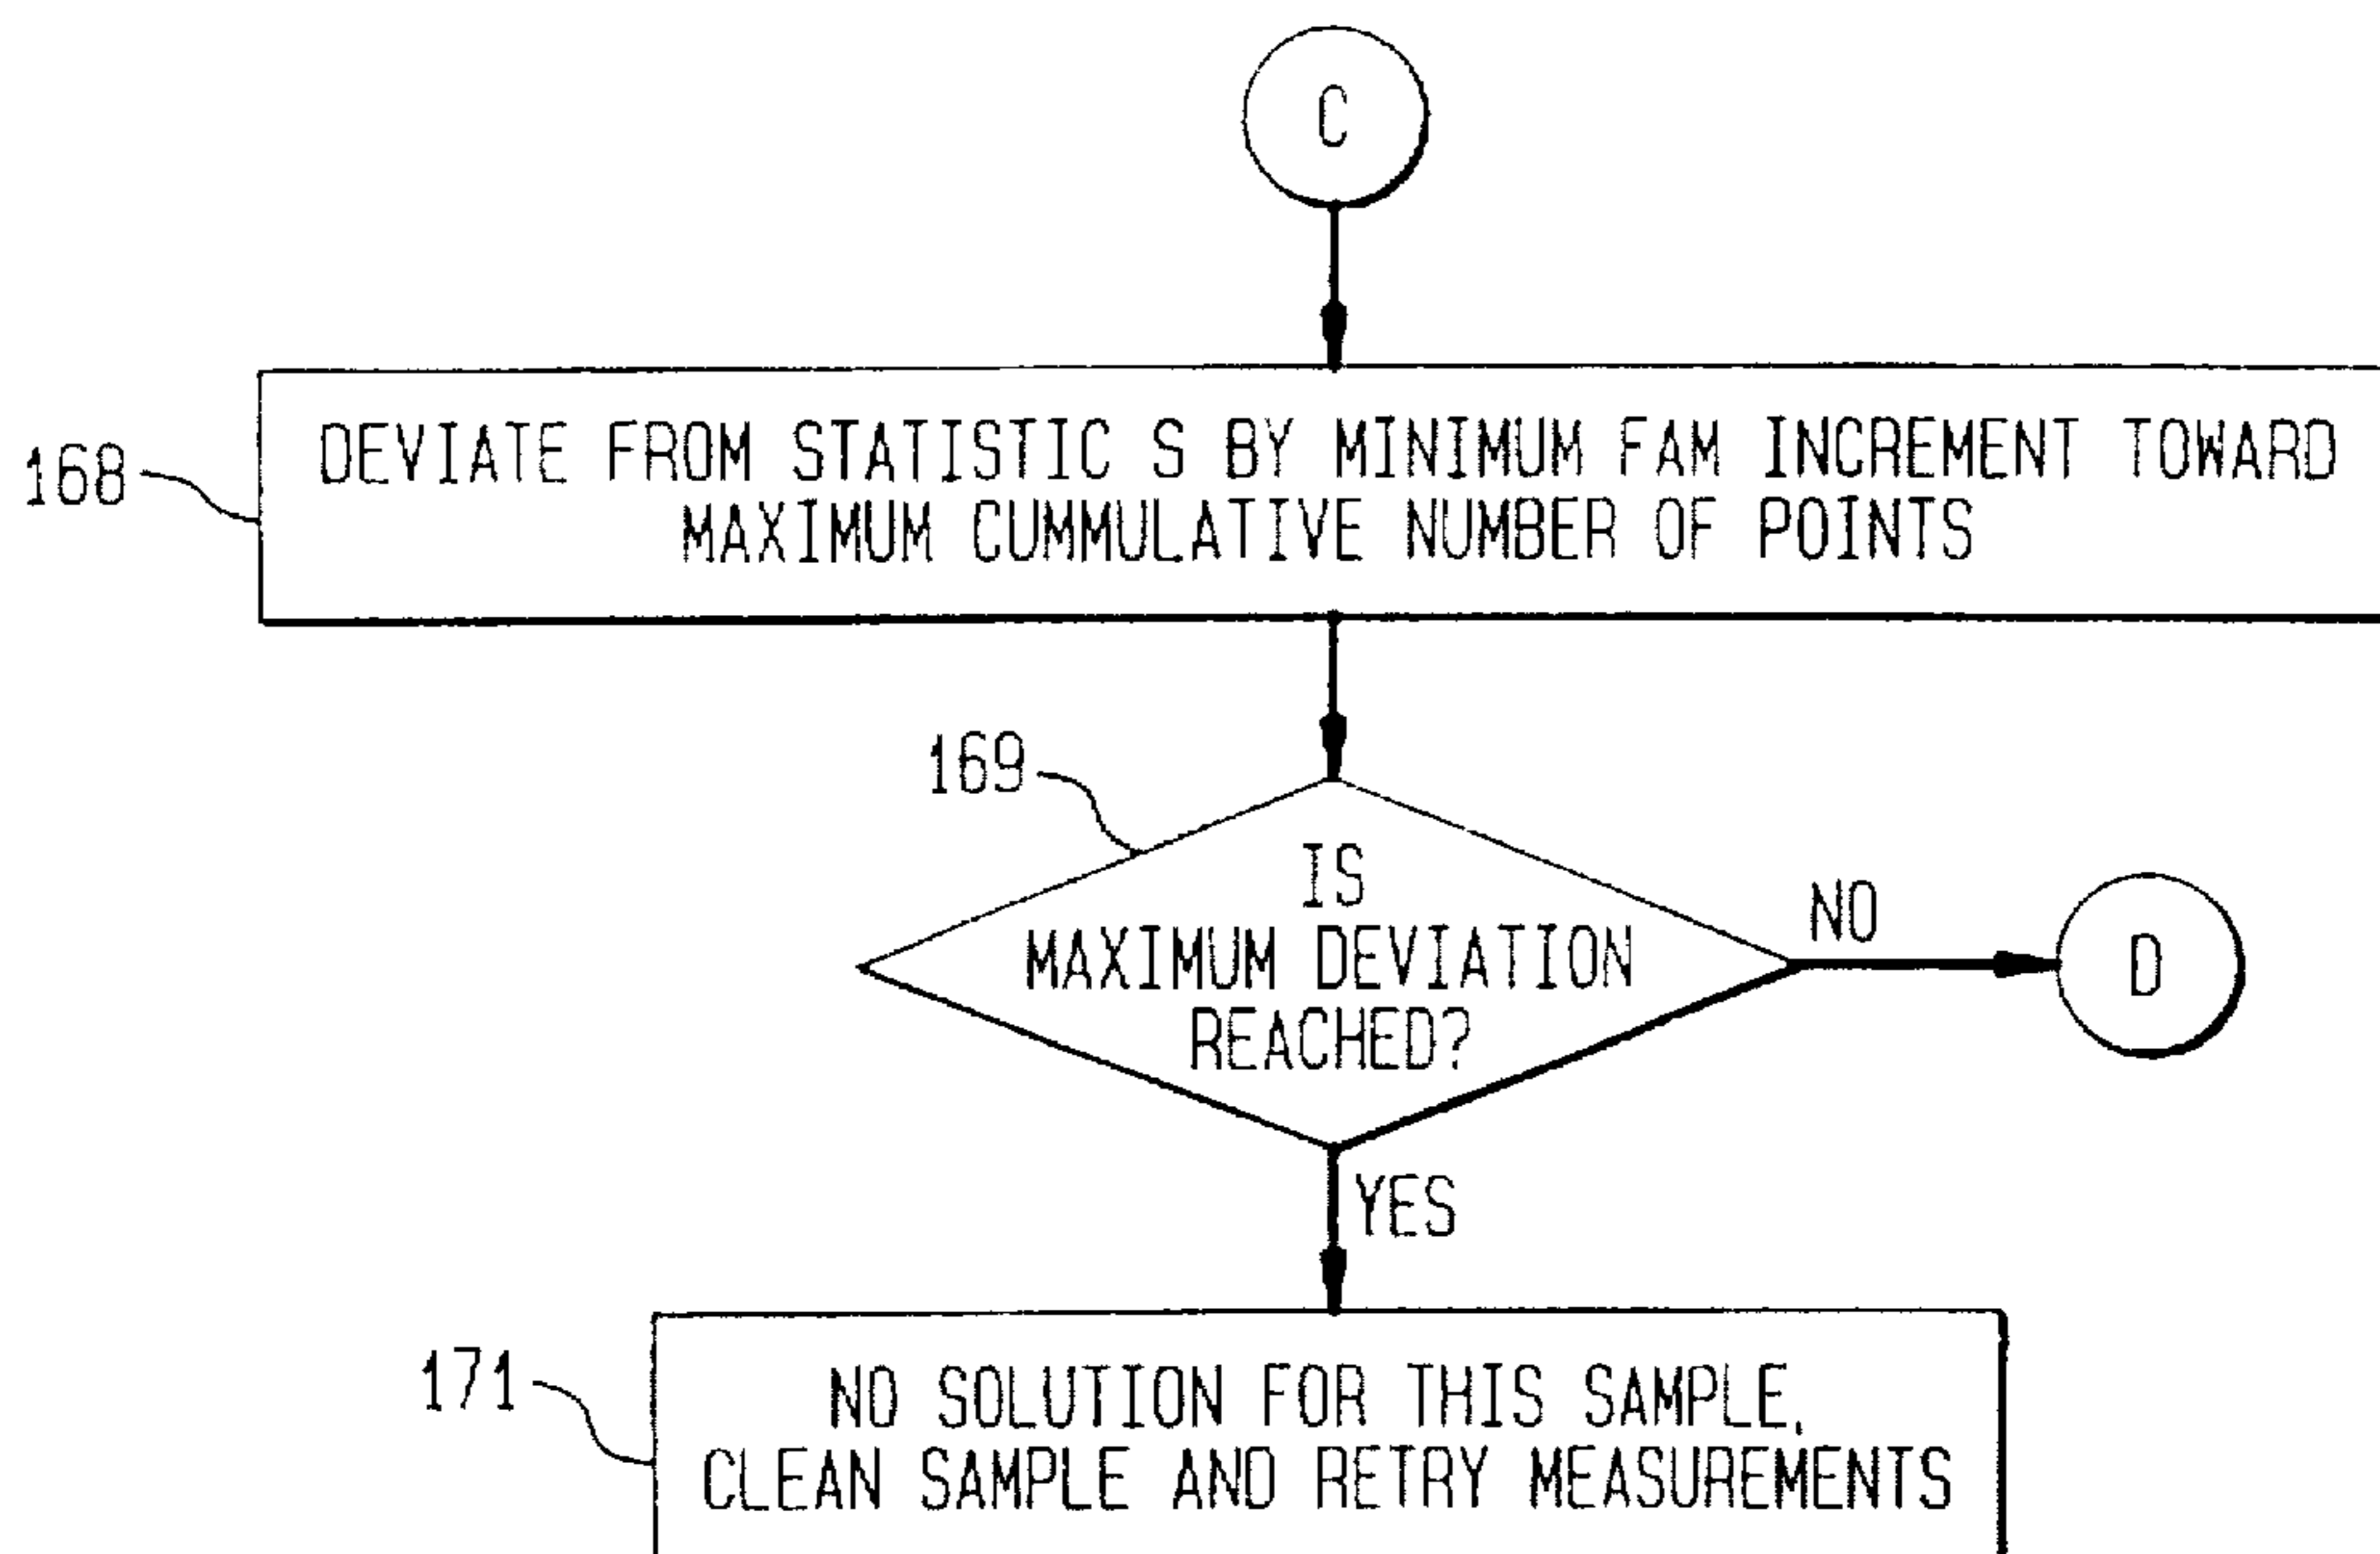 C
168
DEVIATE FROM STATISTIC S BY MINIMUM FAM INCREMENT TOWARD
MAXIMUM CUMMULATIVE NUMBER OF POINTS
169
IS
MAXIMUM DEVIATION
REACHED?
NO
D
YES
171
NO SOLUTION FOR THIS SAMPLE,
CLEAN SAMPLE AND RETRY MEASUREMENTS